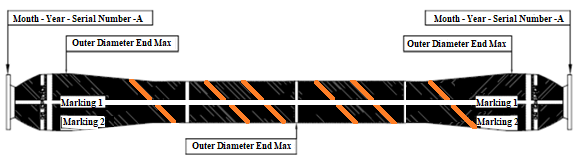 Month - Year - Serial Number -A
Month - Year - Serial Number -A
Outer Diameter End Max
Outer Diameter End Max
Marking 1
Marking 1
Marking 2
Marking 2
Outer Diameter End Max